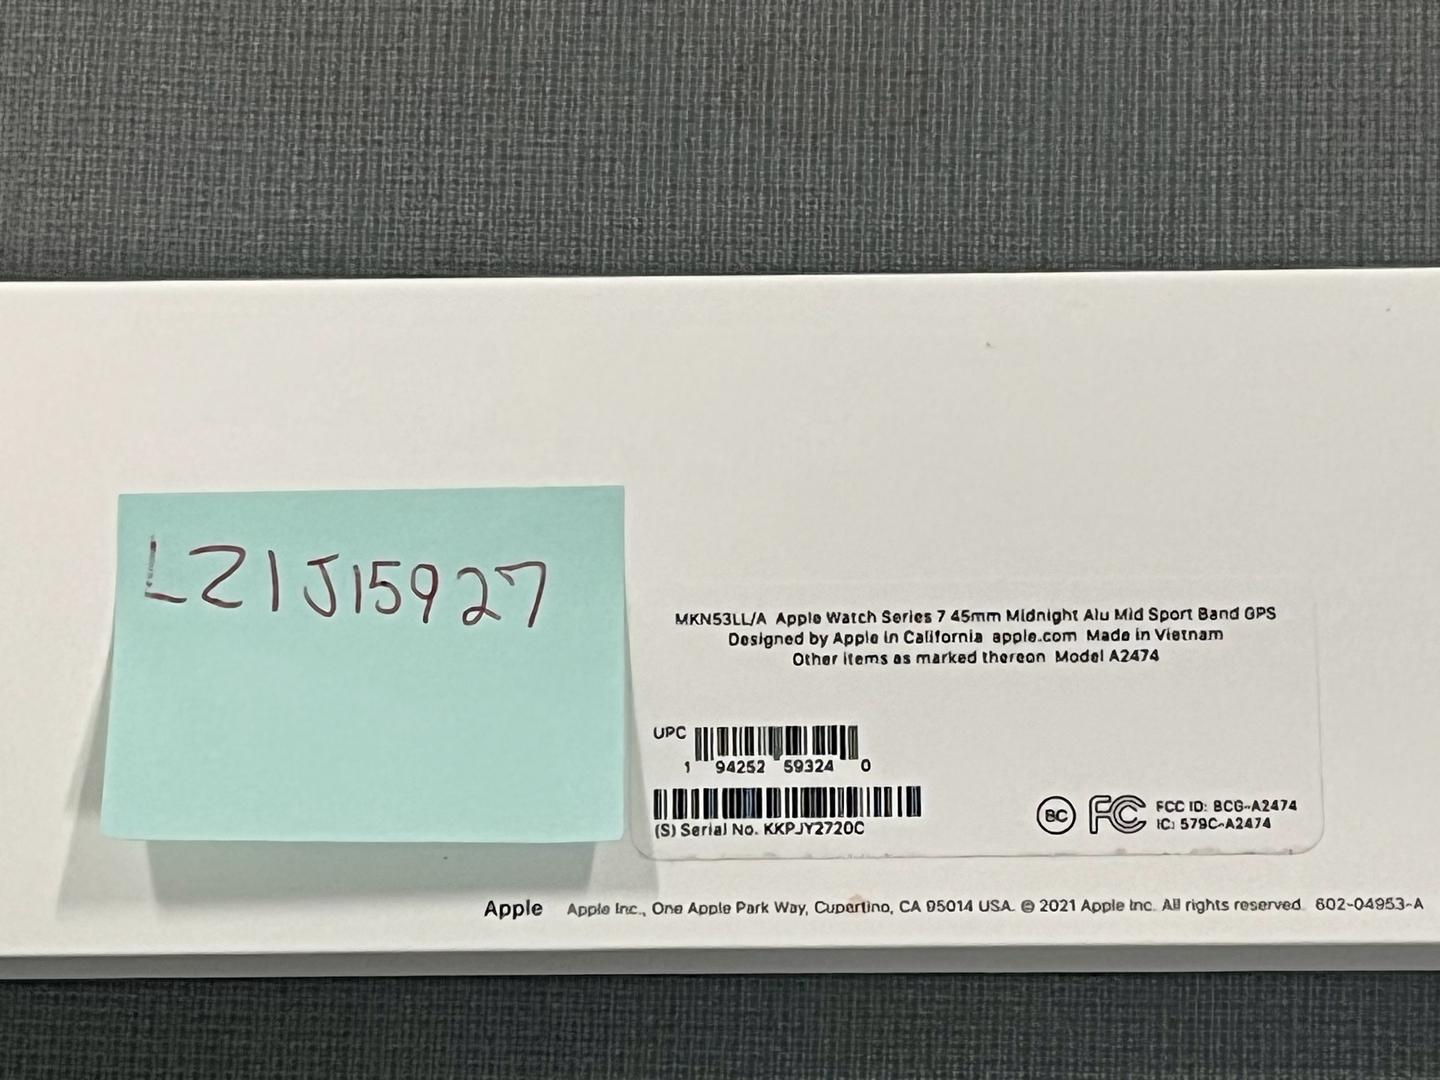 LZ1J15927
MKN53LL/A Apple Watch Series 7 45mm Midnight Alu Mid Sport Band GPS
Designed by Apple in California apple.com Made in Vietnam
Other items as marked thereon Model A2474
UPC
1 94252 59324 0
(S) Serial No. KKPJY2720C
BC FC FCC ID: BCG-A2474
IC: 579C-A2474
Apple Apple Inc., One Apple Park Way, Cupertino, CA 95014 USA. © 2021 Apple Inc. All rights reserved. 602-04953-A